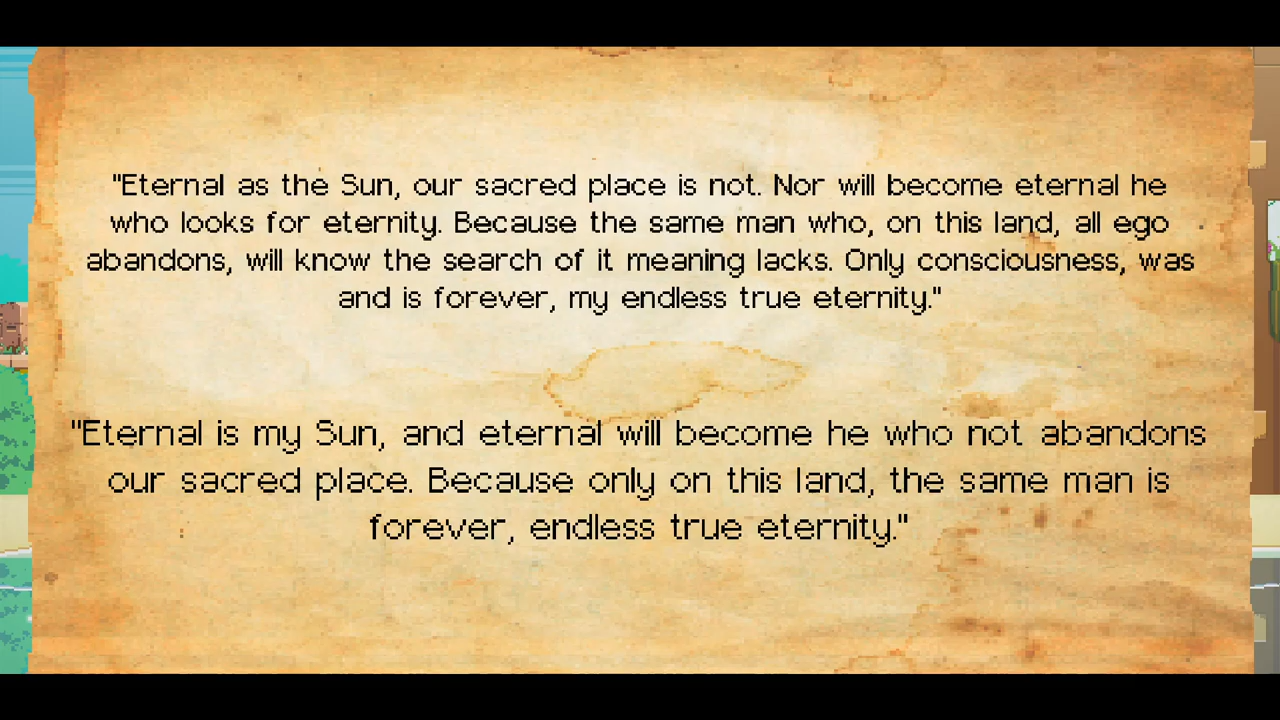 "Eternal as the Sun, our sacred place is not. Nor will become eternal he
who looks for eternity. Because the same man who, on this land, all ego
abandons, will know the search of it meaning lacks. Only consciousness, was
and is forever, my endless true eternity."
"Eternal is my Sun, and eternal will become he who not abandons
our sacred place. Because only on this land, the same man is
forever, endless true eternity."